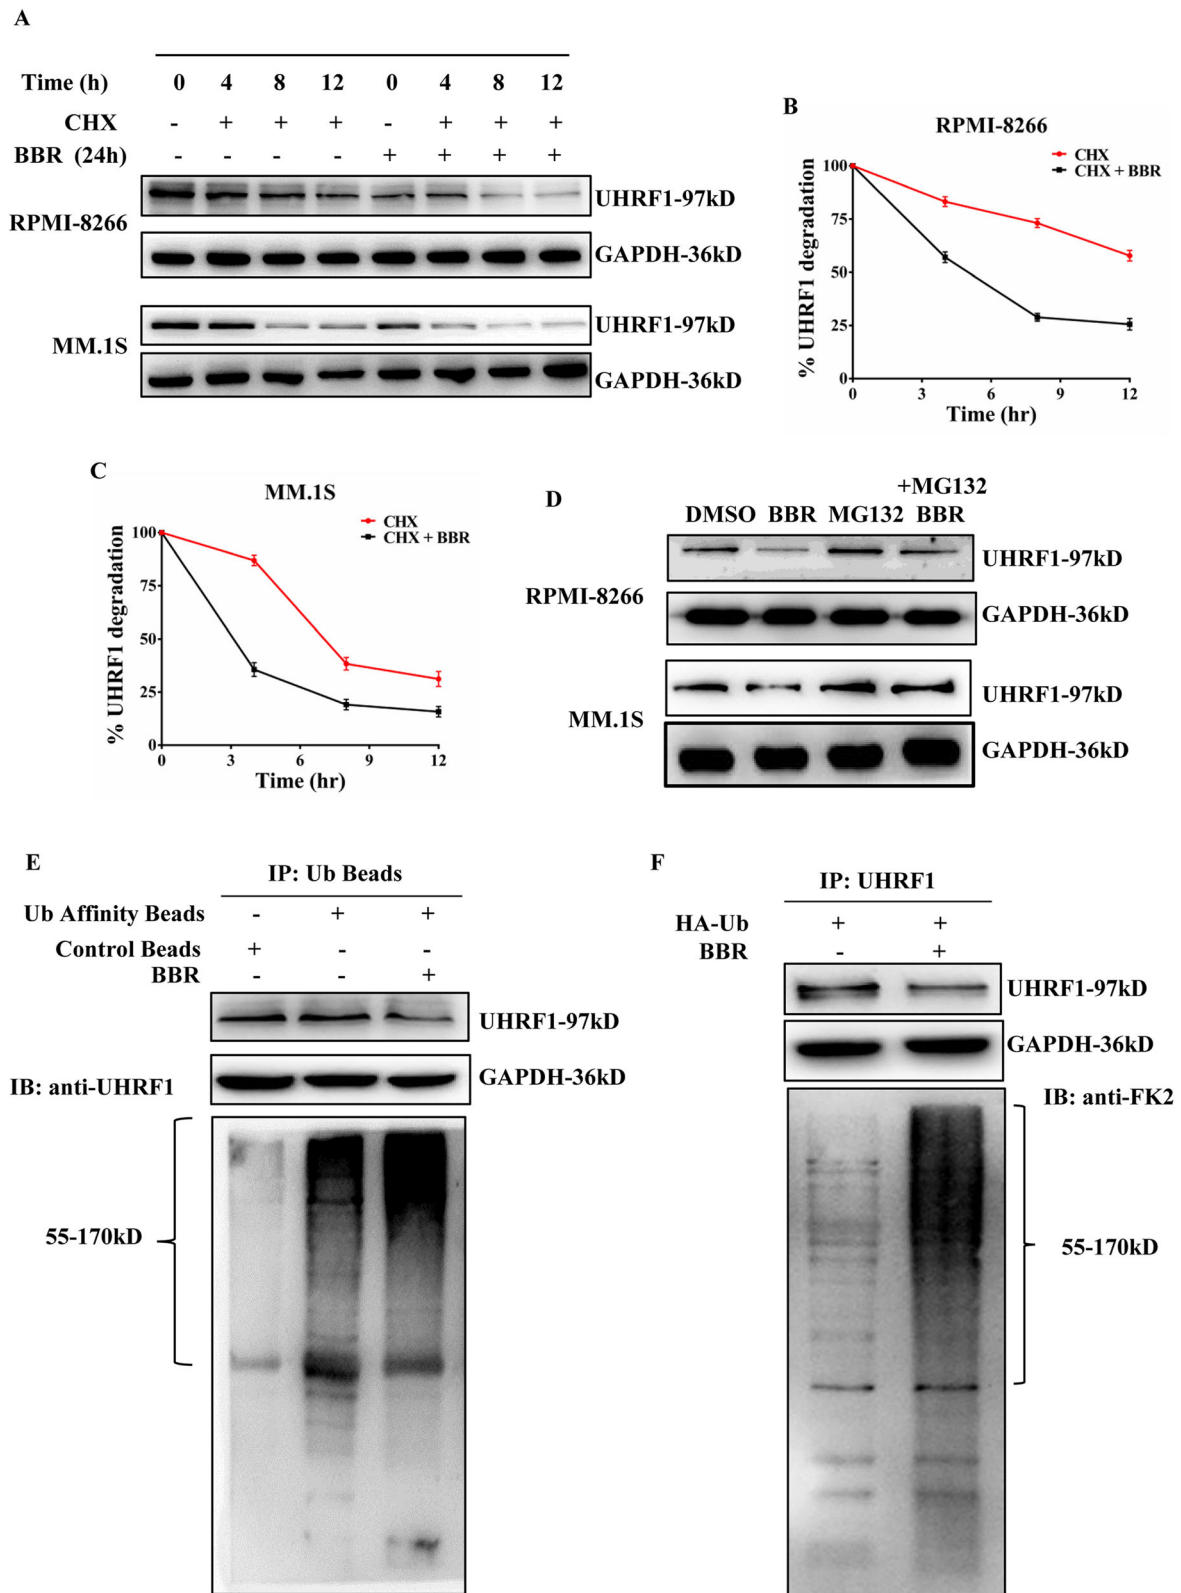 A
Time (h) 0 4 8 12 0 4 8 12
CHX - + + + - + + +
BBR (24h) - - - - + + + +
RPMI-8266
UHRF1-97kD
GAPDH-36kD
MM.1S
UHRF1-97kD
GAPDH-36kD
B
RPMI-8266
CHX
CHX + BBR
% UHRF1 degradation
100
75
50
25
0
0 3 6 9 12
Time (hr)
C
MM.1S
CHX
CHX + BBR
% UHRF1 degradation
100
75
50
25
0
0 3 6 9 12
Time (hr)
D
+MG132
DMSO BBR MG132 BBR
RPMI-8266
UHRF1-97kD
GAPDH-36kD
MM.1S
UHRF1-97kD
GAPDH-36kD
E
IP: Ub Beads
Ub Affinity Beads - + +
Control Beads + - -
BBR - - +
UHRF1-97kD
GAPDH-36kD
IB: anti-UHRF1
55-170kD
F
IP: UHRF1
HA-Ub + +
BBR - +
UHRF1-97kD
GAPDH-36kD
IB: anti-FK2
55-170kD